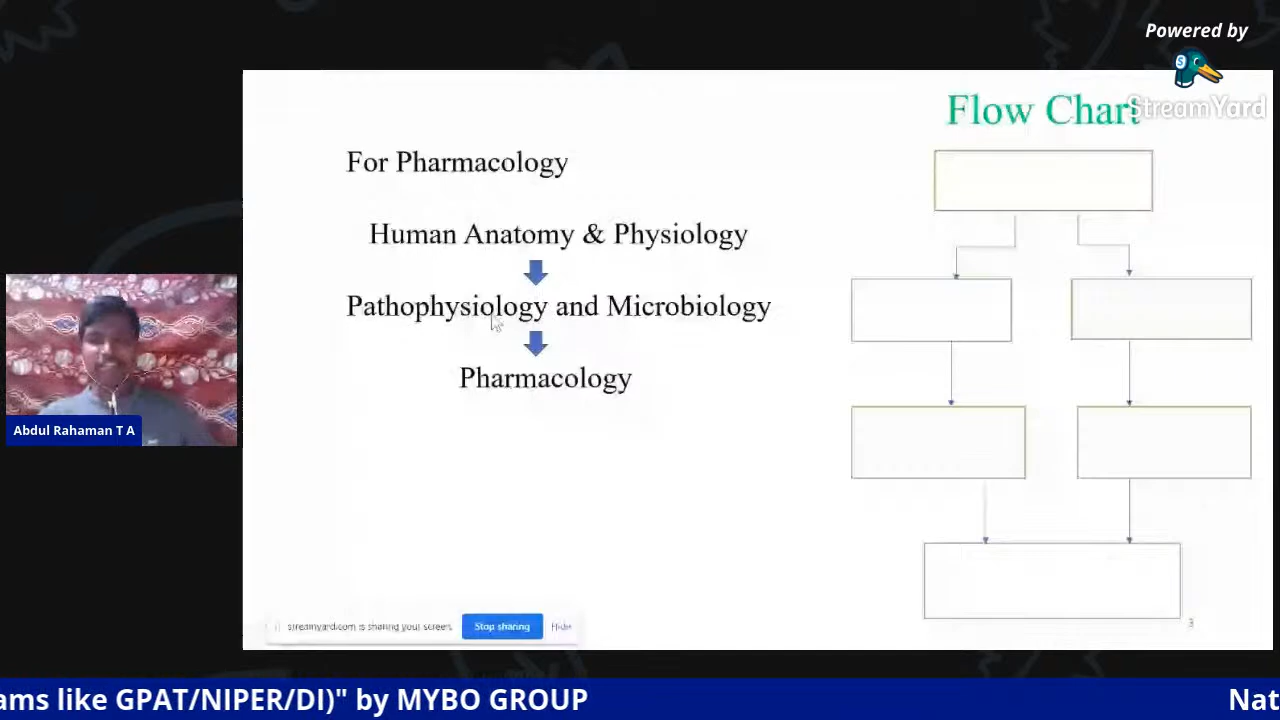 Powered by
StreamYard
Flow Chart
For Pharmacology
Human Anatomy & Physiology
Pathophysiology and Microbiology
Pharmacology
Abdul Rahaman T A
streamyard.com is sharing your screen.
Stop sharing
Hide
3
ams like GPAT/NIPER/DI)" by MYBO GROUP
Nat